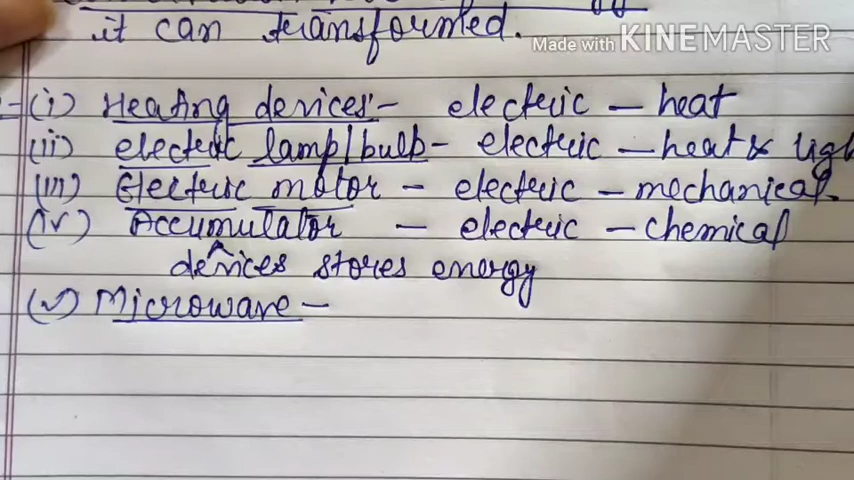 it can transformed.
Made with KINEMASTER
(i) Heating devices:- electric - heat
(ii) electric lamp/bulb - electric - heat & ligh
(iii) Electric motor - electric - mechanical.
(iv) Accumulator - electric - chemical
devices stores energy
(v) Microwave -